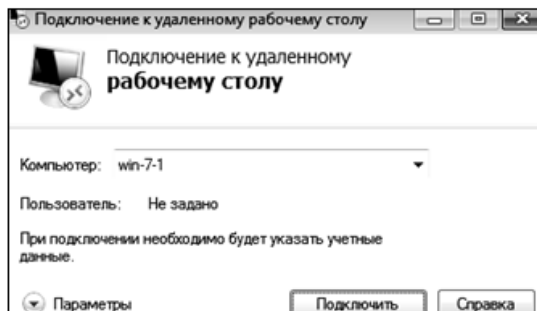 Подключение к удаленному рабочему столу
Подключение к удаленному
рабочему столу
Компьютер: win-7-1
Пользователь: Не задано
При подключении необходимо будет указать учетные
данные.
Параметры Подключить Справка